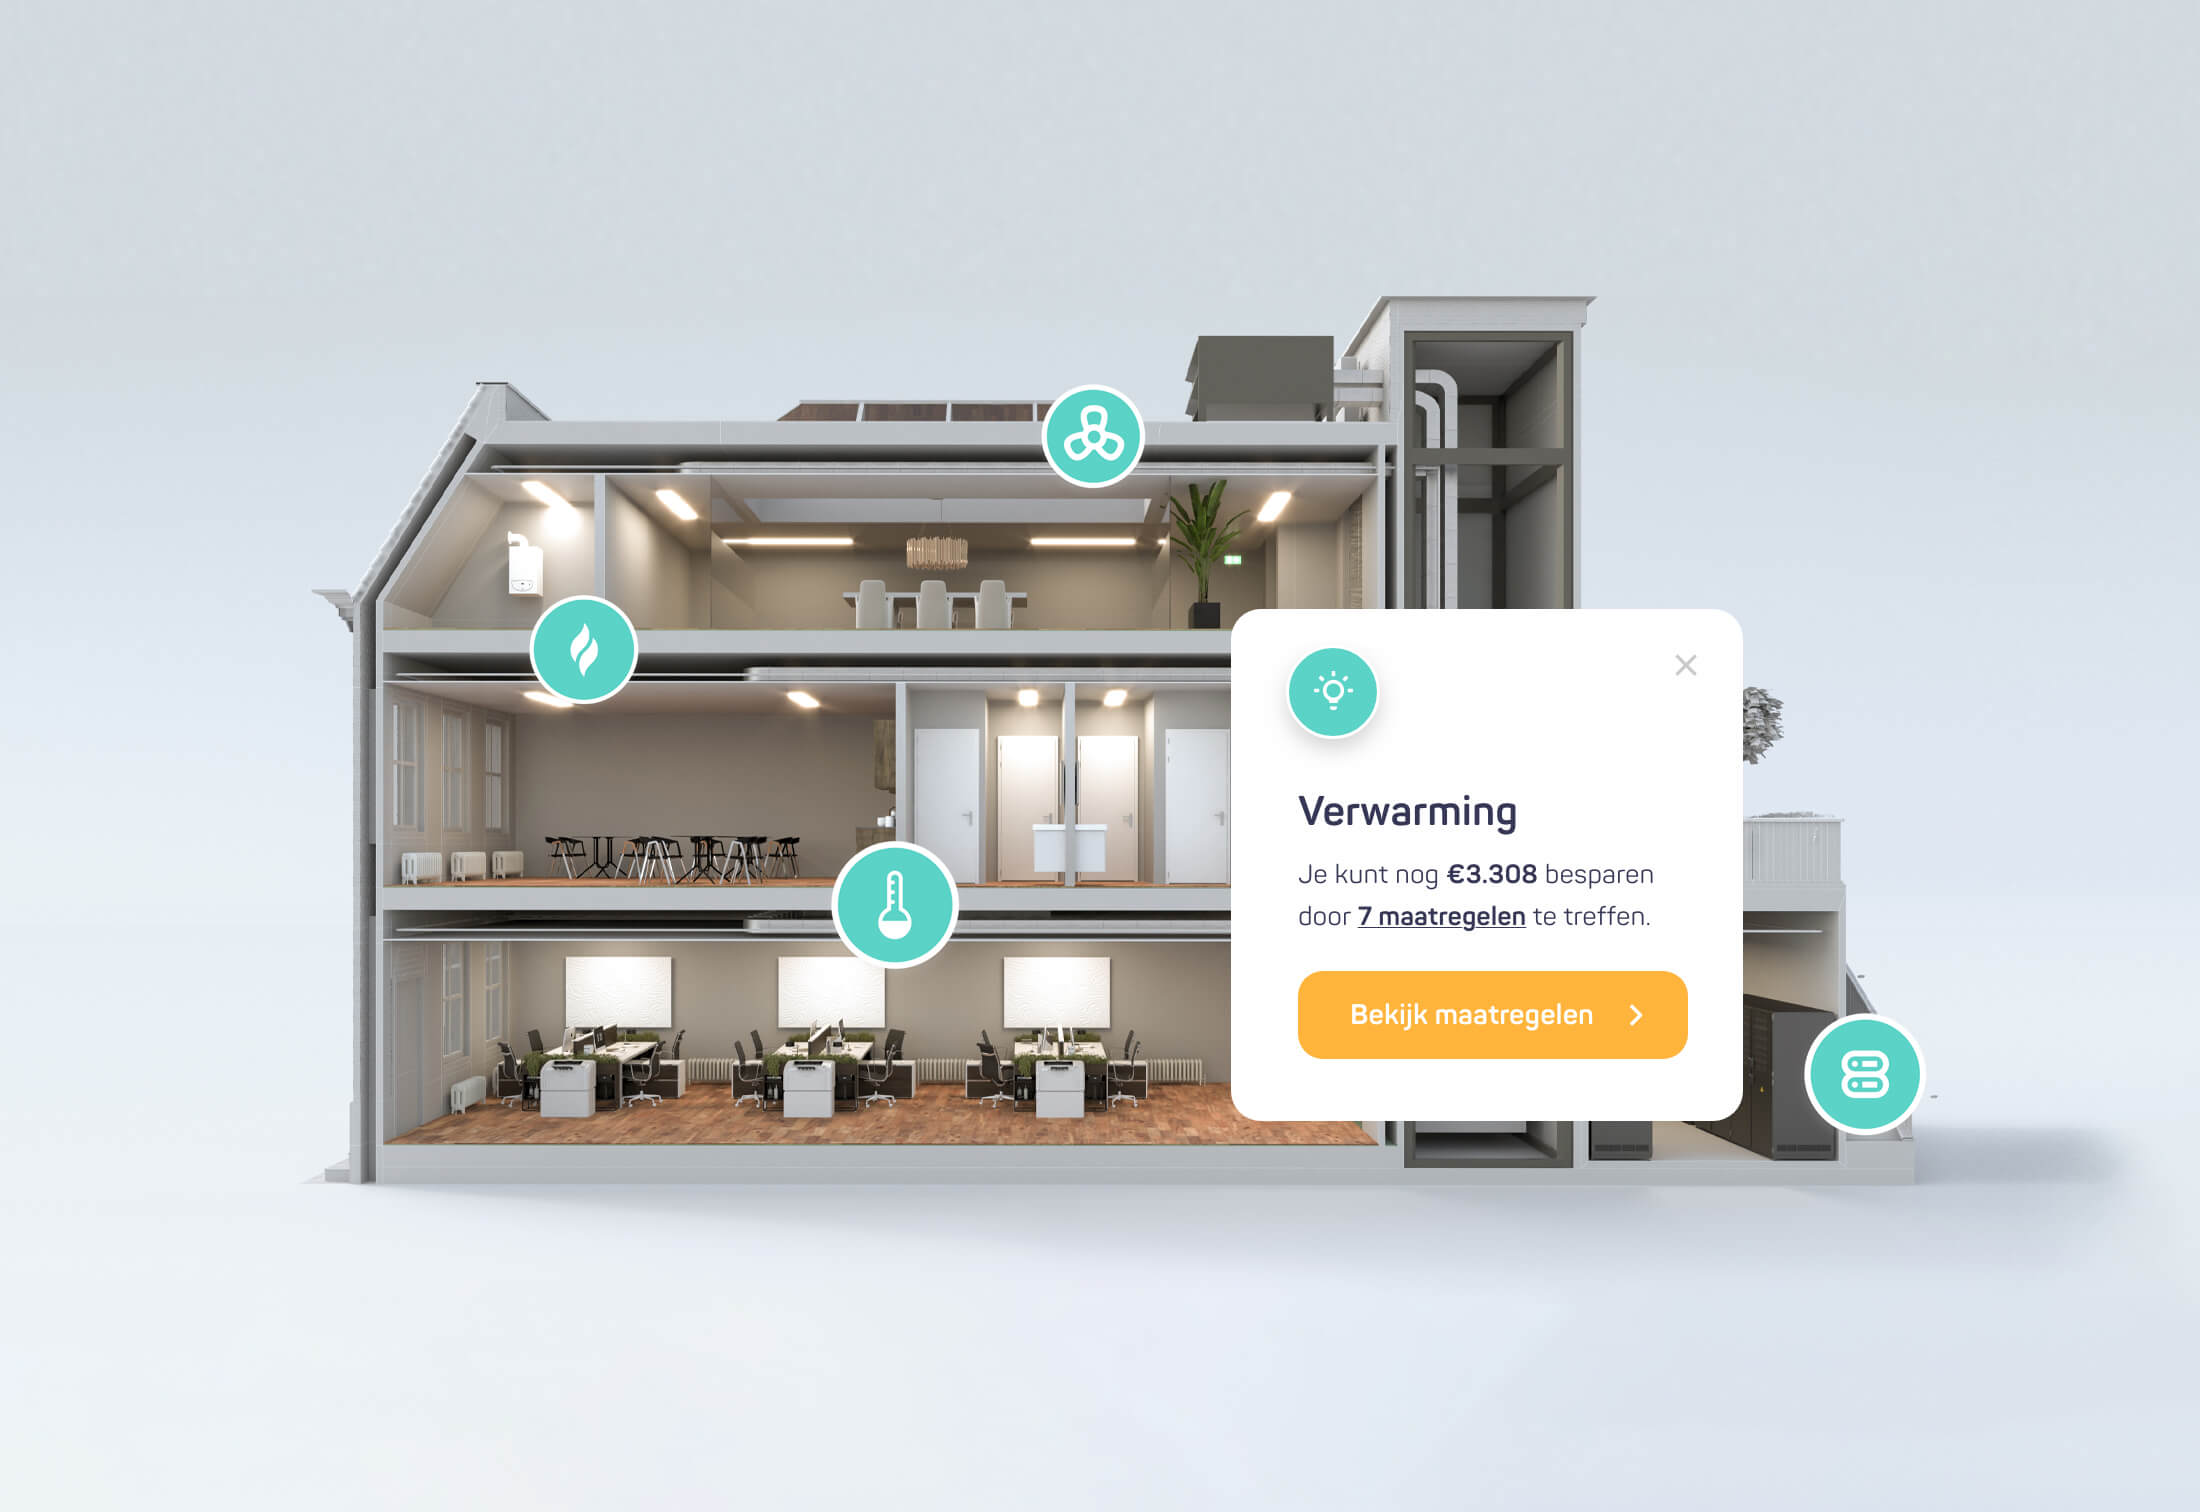 Verwarming
Je kunt nog €3.308 besparen
door 7 maatregelen te treffen.
Bekijk maatregelen